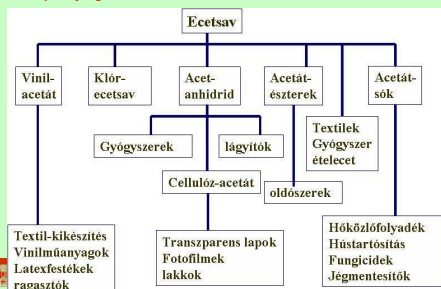 Ecetsav
Vinil-
acetát
Klór-
ecetsav
Acet-
anhidrid
Acetát-
észterek
Acetát-
sók
Gyógyszerek
lágyítók
Textilek
Gyógyszer
ételecet
Cellulóz-acetát
oldószerek
Textil-kikészítés
Vinilműanyagok
Latexfestékek
ragasztók
Transzparens lapok
Fotofilmek
lakkok
Hőközlőfolyadék
Hústartósítás
Fungicidek
Jégmentesítők